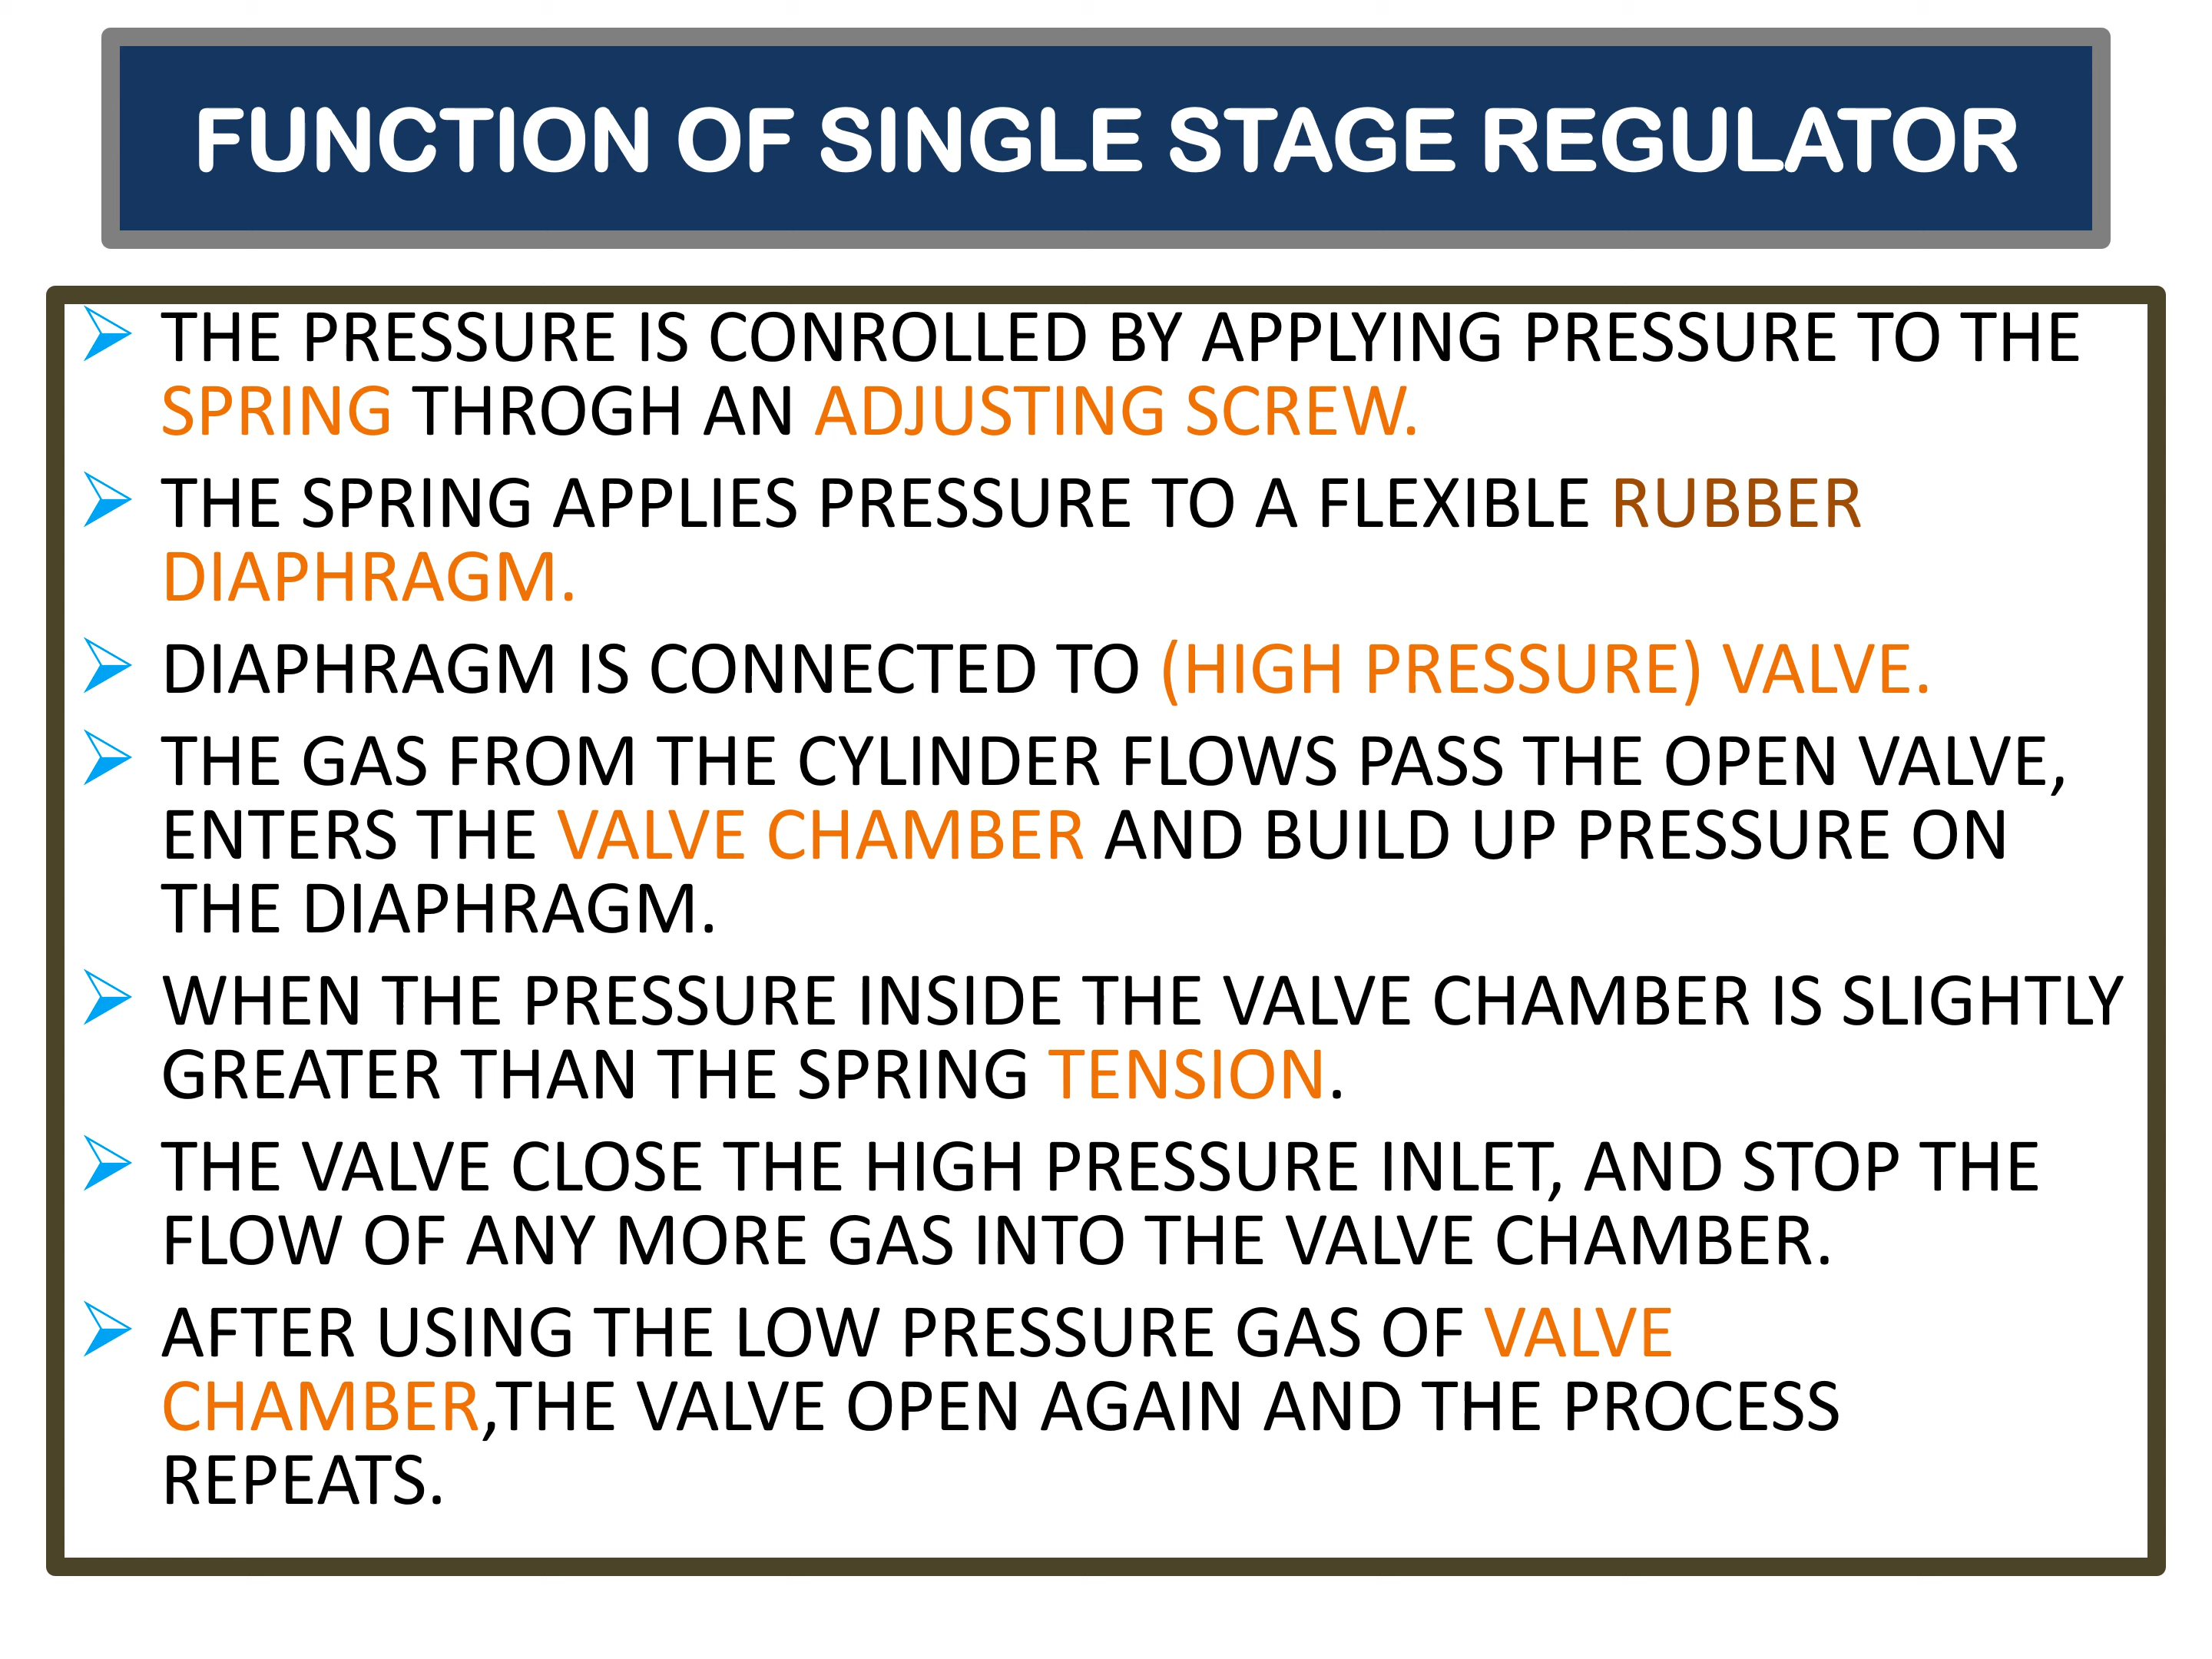 FUNCTION OF SINGLE STAGE REGULATOR
THE PRESSURE IS CONROLLED BY APPLYING PRESSURE TO THE
SPRING THROGH AN ADJUSTING SCREW.
THE SPRING APPLIES PRESSURE TO A FLEXIBLE RUBBER
DIAPHRAGM.
DIAPHRAGM IS CONNECTED TO (HIGH PRESSURE) VALVE.
THE GAS FROM THE CYLINDER FLOWS PASS THE OPEN VALVE,
ENTERS THE VALVE CHAMBER AND BUILD UP PRESSURE ON
THE DIAPHRAGM.
WHEN THE PRESSURE INSIDE THE VALVE CHAMBER IS SLIGHTLY
GREATER THAN THE SPRING TENSION.
THE VALVE CLOSE THE HIGH PRESSURE INLET, AND STOP THE
FLOW OF ANY MORE GAS INTO THE VALVE CHAMBER.
AFTER USING THE LOW PRESSURE GAS OF VALVE
CHAMBER,THE VALVE OPEN AGAIN AND THE PROCESS
REPEATS.